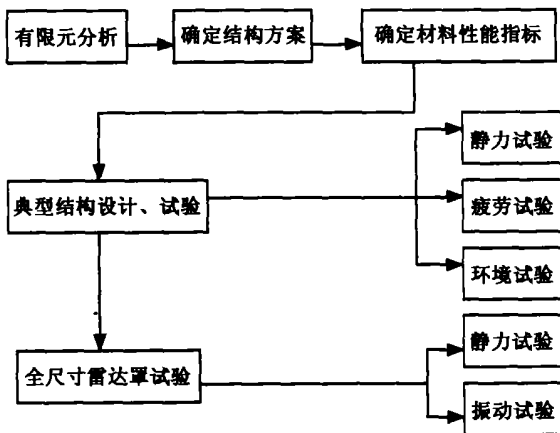 有限元分析
确定结构方案
确定材料性能指标
静力试验
典型结构设计、试验
疲劳试验
环境试验
静力试验
全尺寸雷达罩试验
振动试验